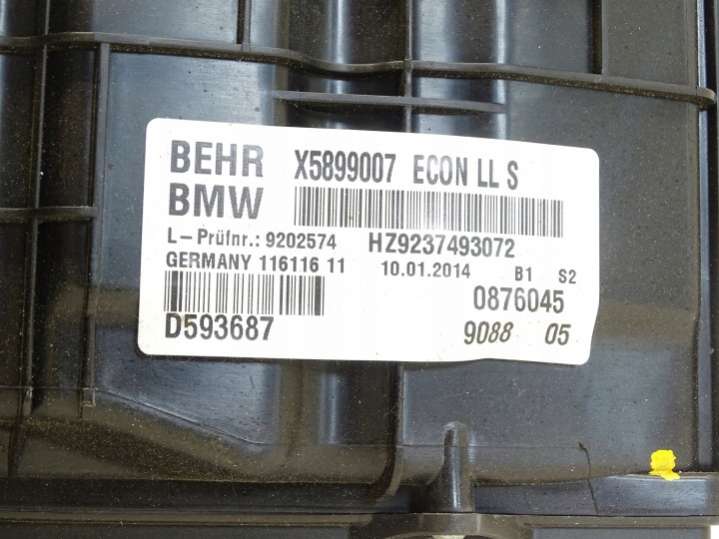 BEHR X5899007 ECON LL S
BMW
L-Prüfnr.: 9202574 HZ9237493072
GERMANY 116116 11 10.01.2014 B1 S2
0876045
D593687 9088 05